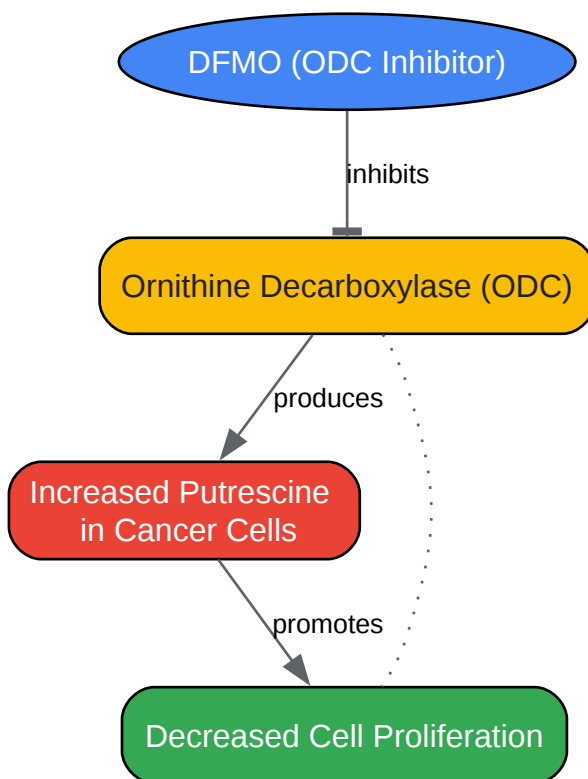 DFMO (ODC Inhibitor)
inhibits
Ornithine Decarboxylase (ODC)
produces
Increased Putrescine
in Cancer Cells
promotes
Decreased Cell Proliferation